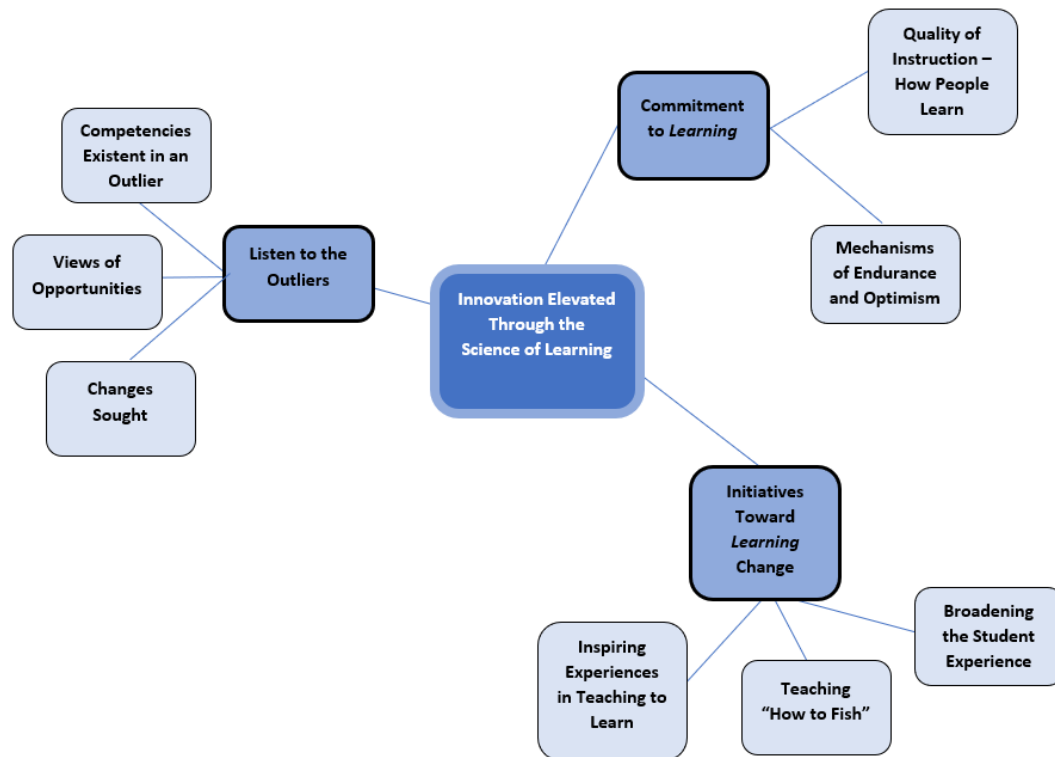 Quality of
Instruction –
How People
Learn
Commitment
to Learning
Competencies
Existent in an
Outlier
Mechanisms
of Endurance
and Optimism
Listen to the
Outliers
Views of
Opportunities
Innovation Elevated
Through the
Science of Learning
Changes
Sought
Initiatives
Toward
Learning
Change
Broadening
the Student
Experience
Inspiring
Experiences
in Teaching to
Learn
Teaching
“How to Fish”